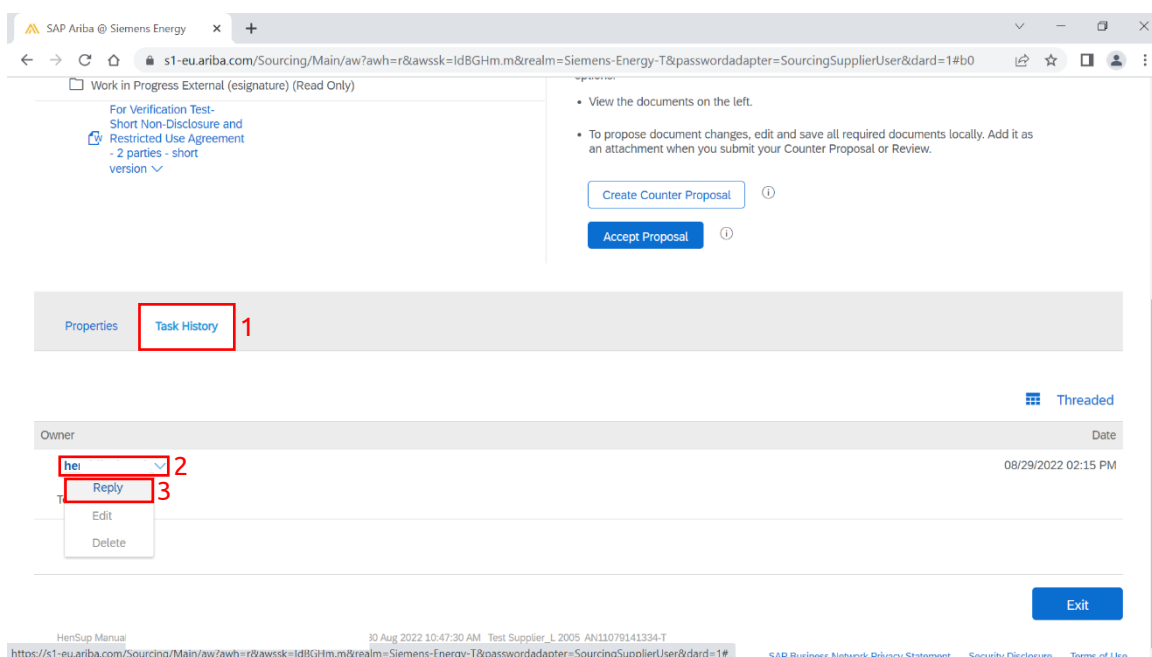 SAP Ariba @ Siemens Energy
s1-eu.ariba.com/Sourcing/Main/aw?awh=r&awssk=IdBGHm.m&realm=Siemens-Energy-T&passwordadapter=SourcingSupplierUser&dard=1#b0
Work in Progress External (esignature) (Read Only)
For Verification Test-
Short Non-Disclosure and
Restricted Use Agreement
- 2 parties - short
version
options:
• View the documents on the left.
• To propose document changes, edit and save all required documents locally. Add it as
an attachment when you submit your Counter Proposal or Review.
Create Counter Proposal
Accept Proposal
Properties
Task History 1
Threaded
Owner Date
her 2 08/29/2022 02:15 PM
Reply 3
Edit
Delete
Exit
HenSup Manual 30 Aug 2022 10:47:30 AM Test Supplier_L 2005 AN11079141334-T
https://s1-eu.ariba.com/Sourcing/Main/aw?awh=r&awssk=IdBGHm.m&realm=Siemens-Energy-T&passwordadapter=SourcingSupplierUser&dard=1#
SAP Business Network Privacy Statement Security Disclosure Terms of Use